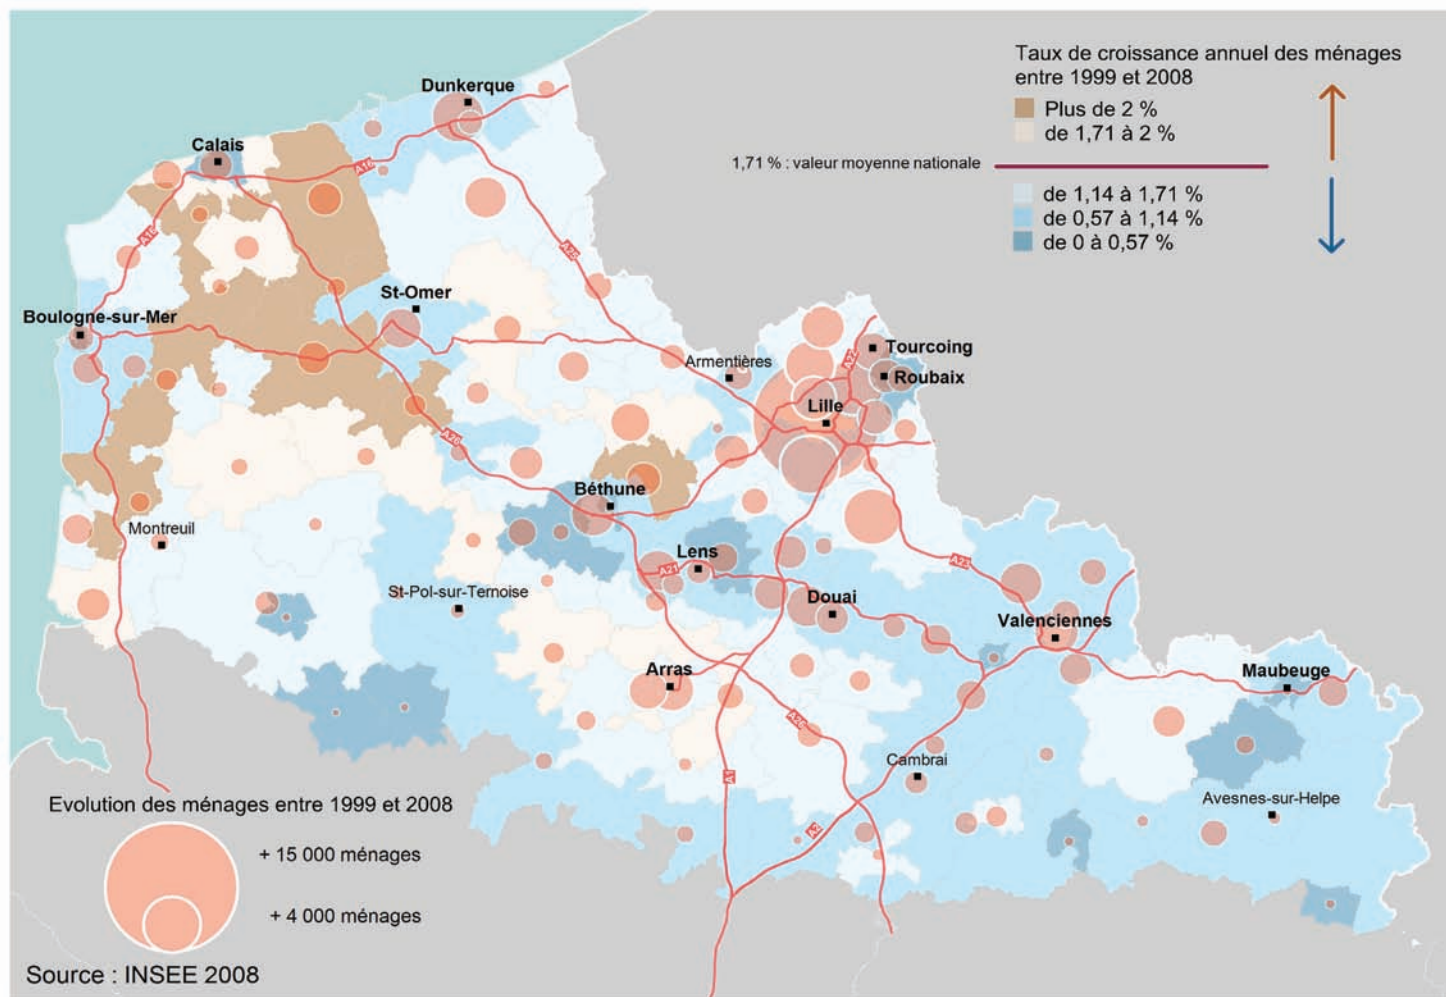 Taux de croissance annuel des ménages
entre 1999 et 2008
Plus de 2 %
de 1,71 à 2 %
1,71 % : valeur moyenne nationale
de 1,14 à 1,71 %
de 0,57 à 1,14 %
de 0 à 0,57 %
Dunkerque
Calais
A16
A16
A25
St-Omer
Boulogne-sur-Mer
Armentières
Tourcoing
A22
Roubaix
Lille
A26
Béthune
Montreuil
Lens
A21
A23
St-Pol-sur-Ternoise
Douai
Valenciennes
Arras
Maubeuge
A26
A1
Cambrai
A2
Avesnes-sur-Helpe
Evolution des ménages entre 1999 et 2008
+ 15 000 ménages
+ 4 000 ménages
Source : INSEE 2008